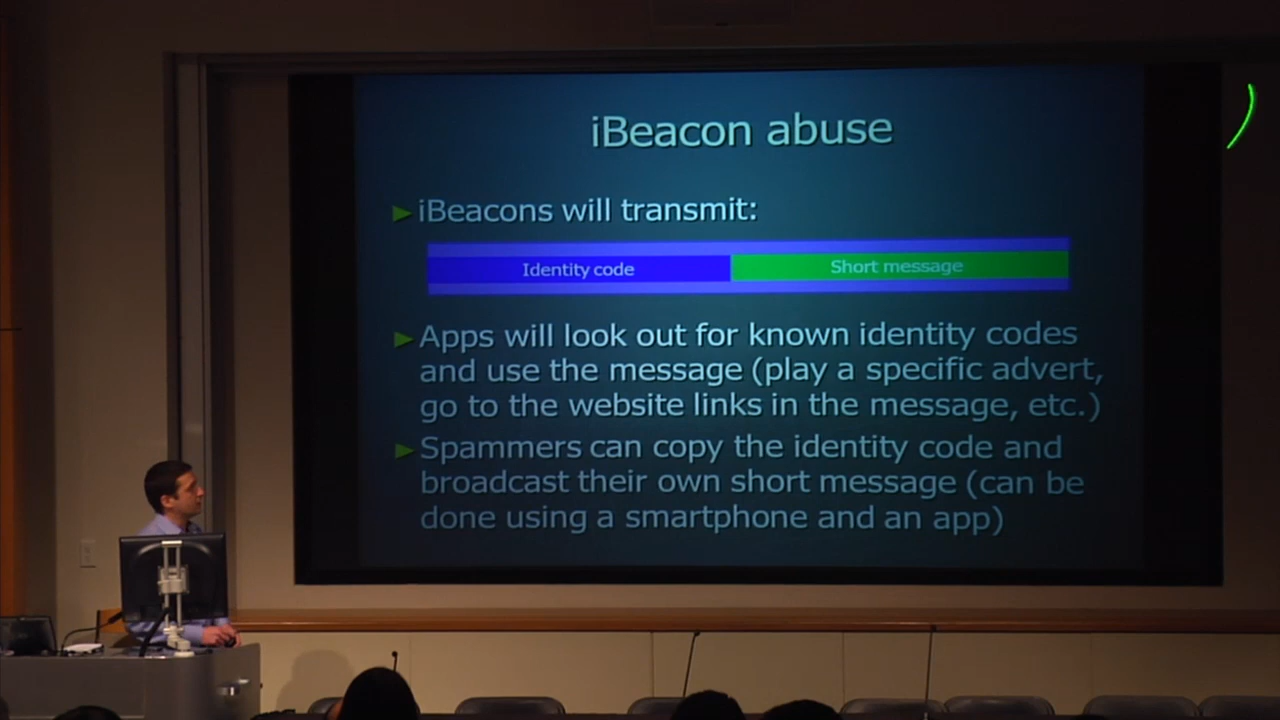 iBeacon abuse
iBeacons will transmit:
Identity code Short message
Apps will look out for known identity codes
and use the message (play a specific advert,
go to the website links in the message, etc.)
Spammers can copy the identity code and
broadcast their own short message (can be
done using a smartphone and an app)